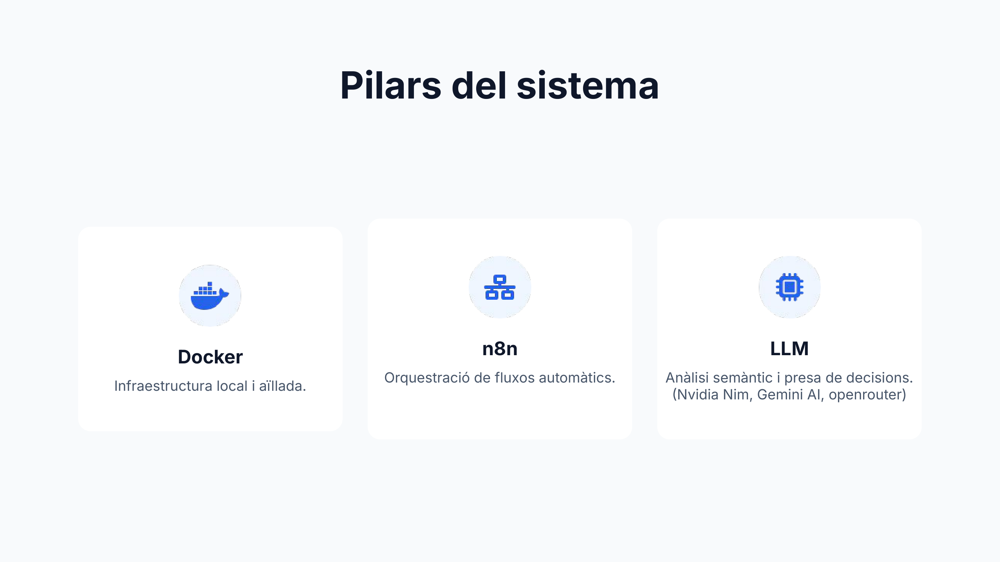 Pilars del sistema
Docker
Infraestructura local i aïllada.
n8n
Orquestració de fluxos automàtics.
LLM
Anàlisi semàntic i presa de decisions.
(Nvidia Nim, Gemini AI, openrouter)